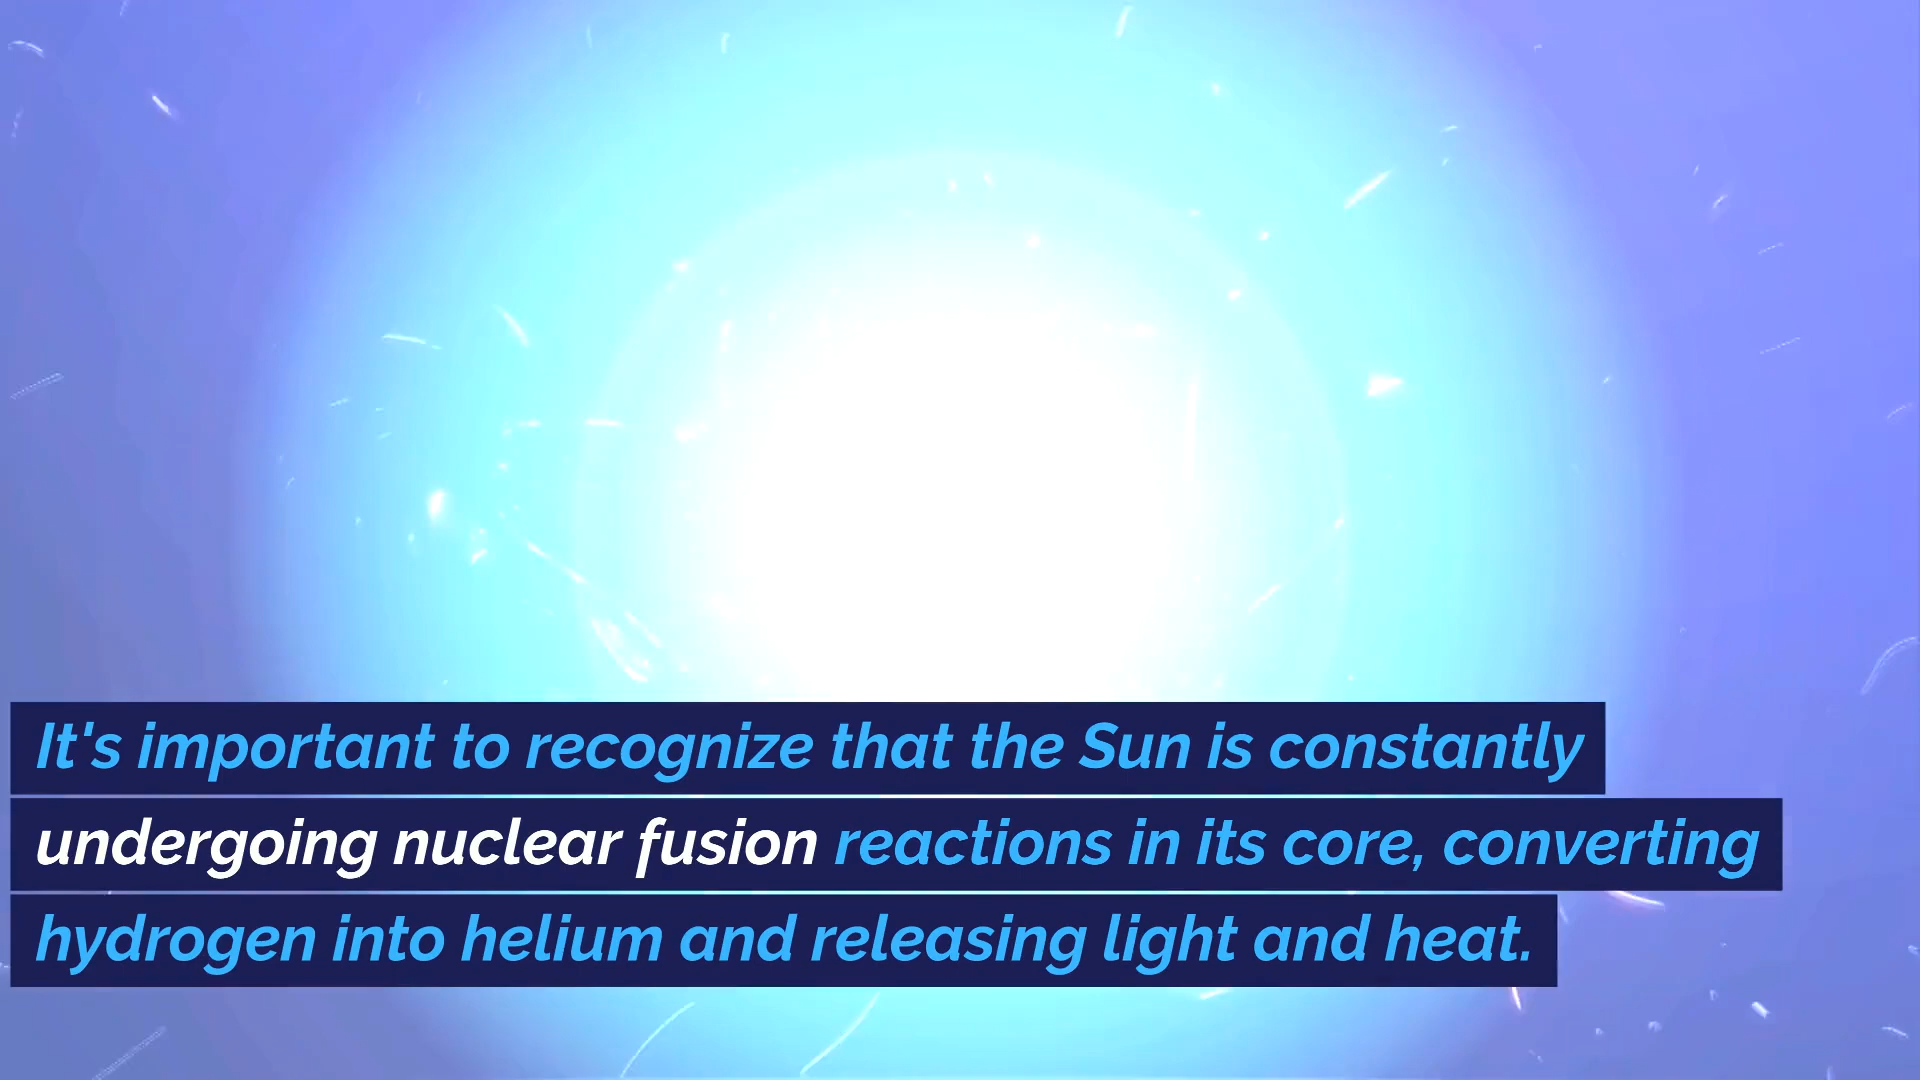 It's important to recognize that the Sun is constantly
undergoing nuclear fusion reactions in its core, converting
hydrogen into helium and releasing light and heat.